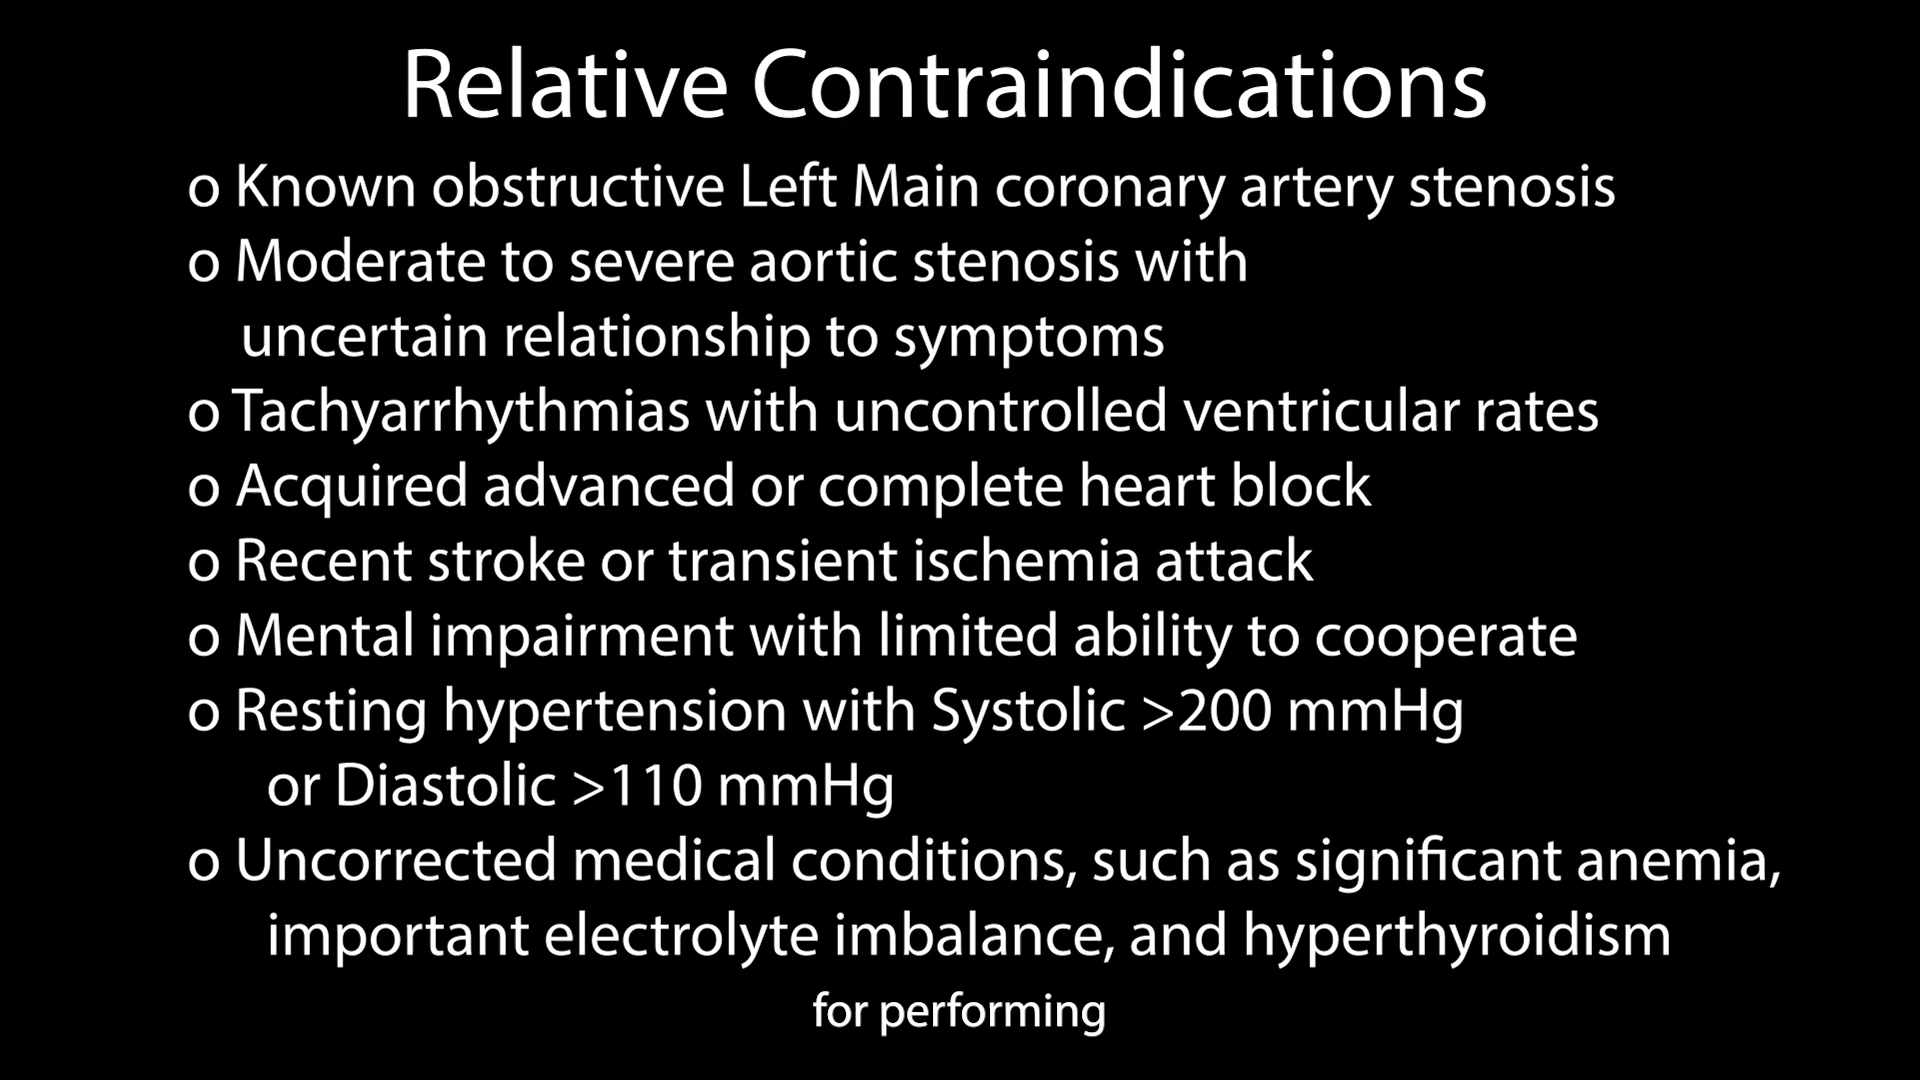 Relative Contraindications
o Known obstructive Left Main coronary artery stenosis
o Moderate to severe aortic stenosis with
uncertain relationship to symptoms
o Tachyarrhythmias with uncontrolled ventricular rates
o Acquired advanced or complete heart block
o Recent stroke or transient ischemia attack
o Mental impairment with limited ability to cooperate
o Resting hypertension with Systolic >200 mmHg
or Diastolic >110 mmHg
o Uncorrected medical conditions, such as significant anemia,
important electrolyte imbalance, and hyperthyroidism
for performing